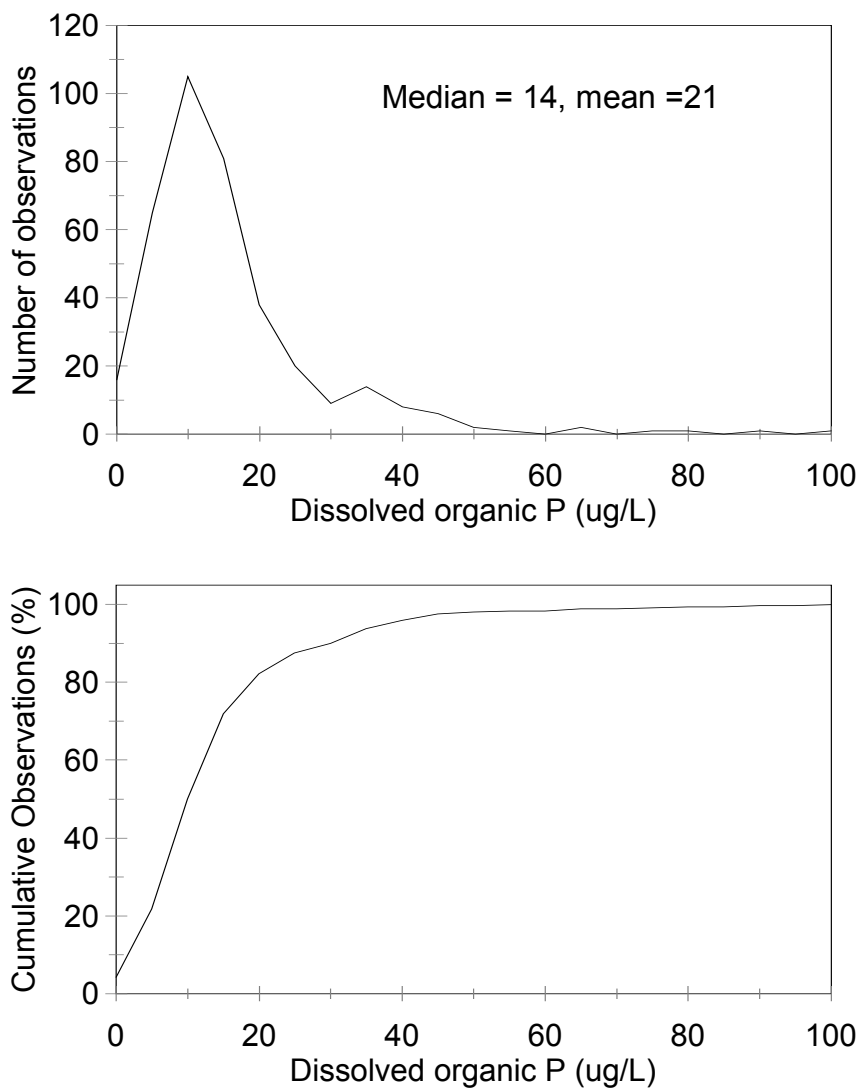 120
100
80
60
40
20
0
Number of observations
Median = 14, mean =21
0 20 40 60 80 100
Dissolved organic P (ug/L)
100
80
60
40
20
0
Cumulative Observations (%)
0 20 40 60 80 100
Dissolved organic P (ug/L)